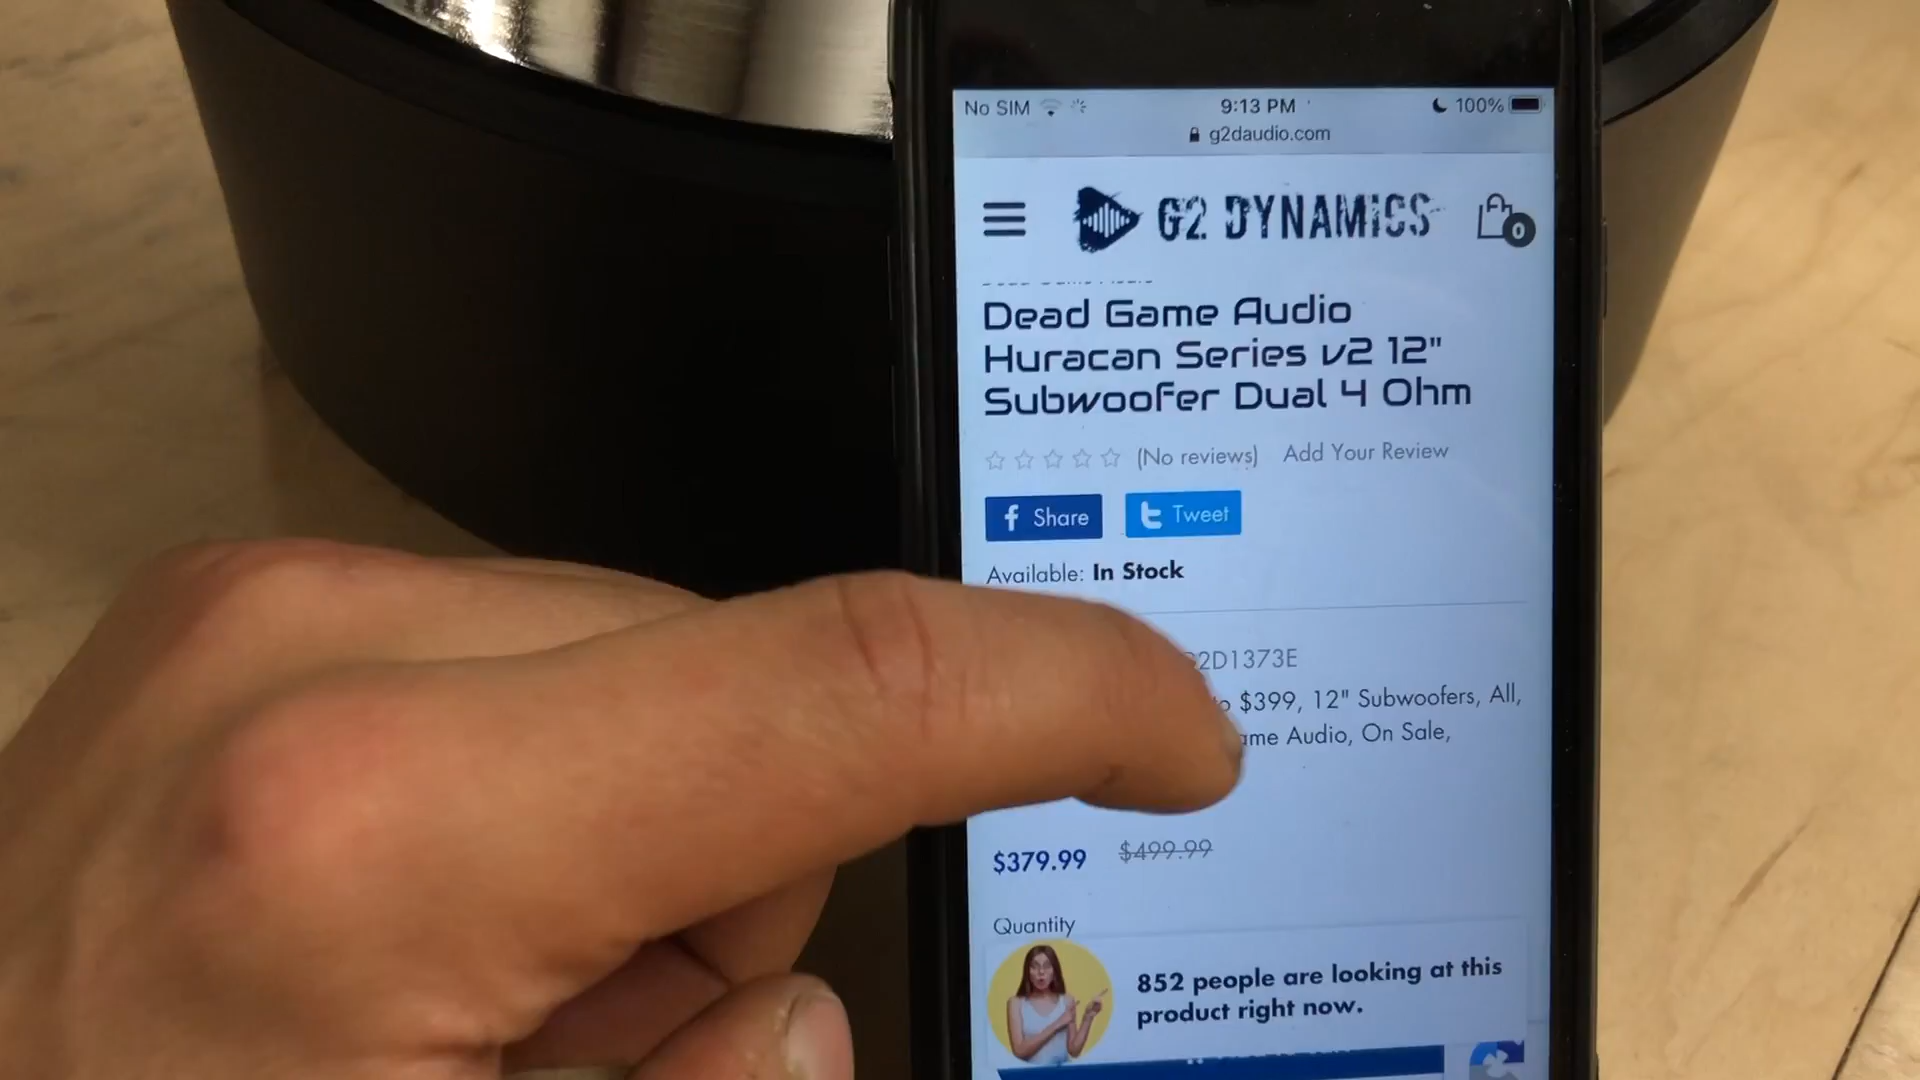 No SIM 9:13 PM 100%
g2daudio.com
G2 DYNAMICS 0
Dead Game Audio
Huracan Series v2 12"
Subwoofer Dual 4 Ohm
(No reviews) Add Your Review
f Share Tweet
Available: In Stock
2D1373E
$399, 12" Subwoofers, All,
Audio, On Sale,
$379.99 $499.99
Quantity
852 people are looking at this
product right now.